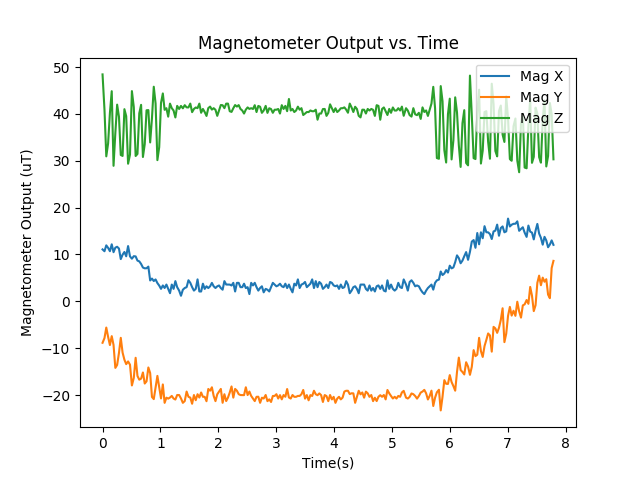 Magnetometer Output vs. Time
Mag X
Mag Y
Mag Z
Magnetometer Output (uT)
50
40
30
20
10
0
−10
−20
0 1 2 3 4 5 6 7 8
Time(s)